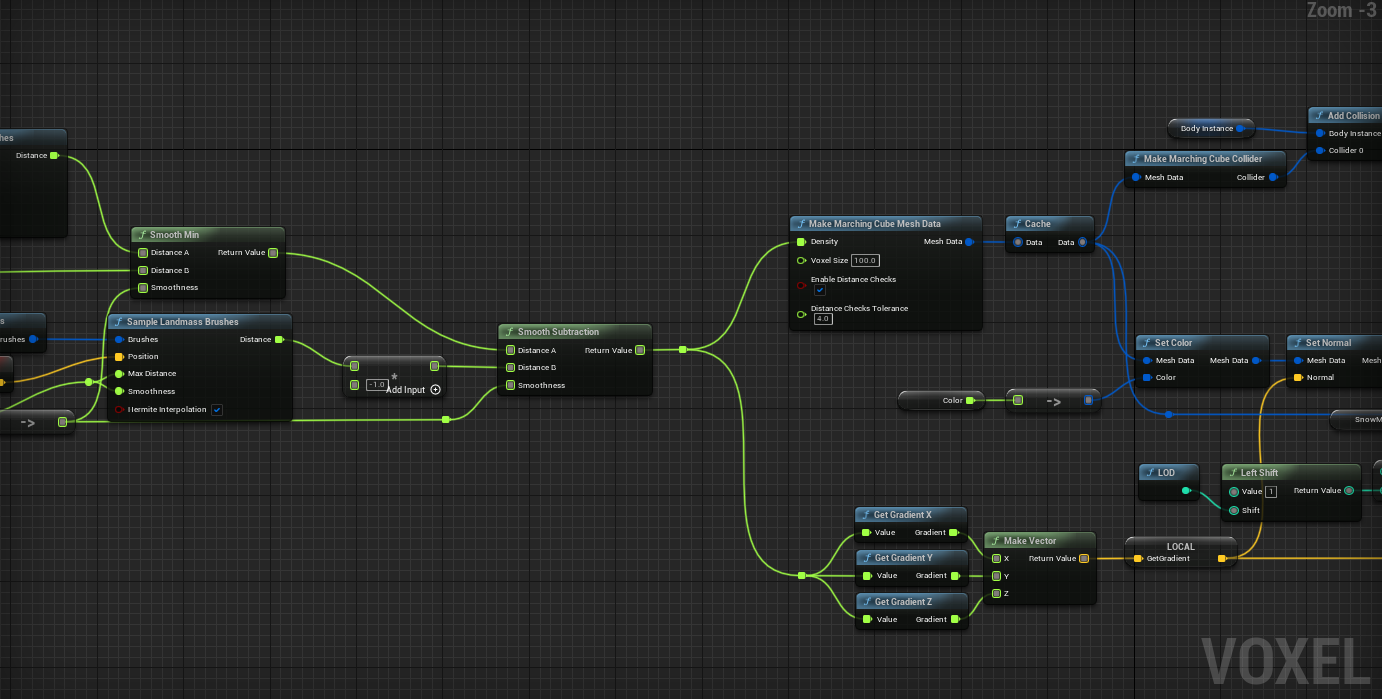 Zoom -3
hes
Distance
Smooth Min
Distance A Return Value
Distance B
Smoothness
s
rushes
Sample Landmass Brushes
Brushes Distance
Position
Max Distance
Smoothness
Hermite Interpolation
->
*
-1.0
Add Input
Smooth Subtraction
Distance A Return Value
Distance B
Smoothness
Make Marching Cube Mesh Data
Density Mesh Data
Voxel Size 100.0
Enable Distance Checks
Distance Checks Tolerance
4.0
Cache
Data Data
Body Instance
Add Collision
Body Instance
Collider 0
Make Marching Cube Collider
Mesh Data Collider
Set Color
Mesh Data Mesh Data
Color
Set Normal
Mesh Data Mesh
Normal
Color
->
SnowM
LOD
Left Shift
Value 1 Return Value
Shift
Get Gradient X
Value Gradient
Get Gradient Y
Value Gradient
Get Gradient Z
Value Gradient
Make Vector
X Return Value
Y
Z
LOCAL
GetGradient
VOXEL